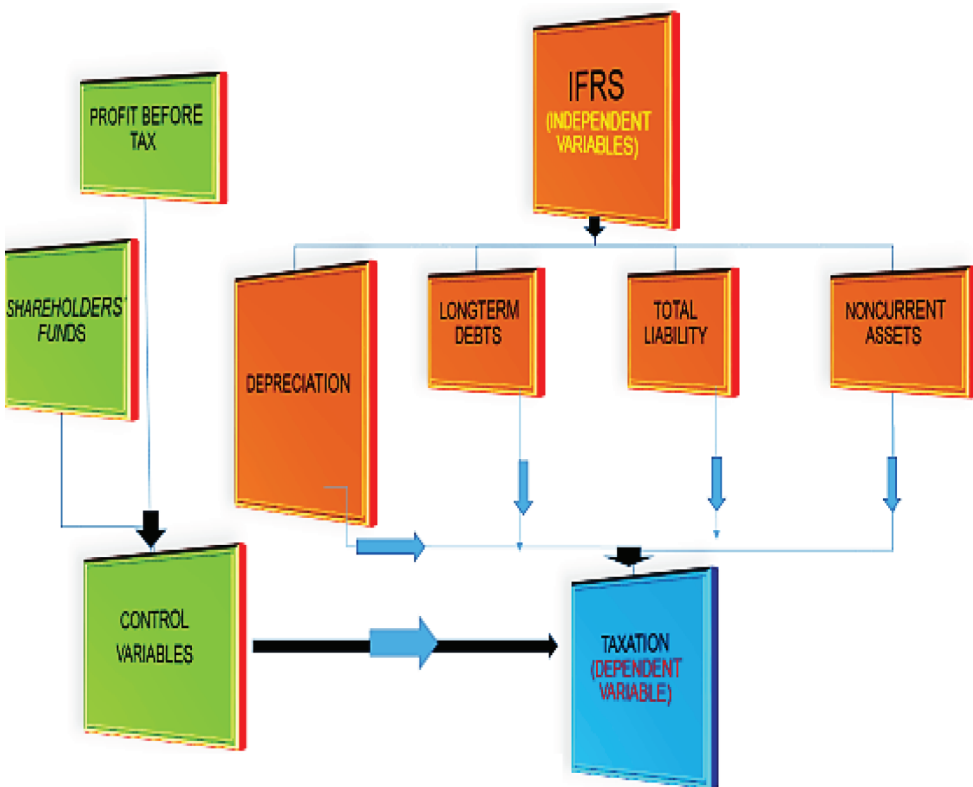 PROFIT BEFORE
TAX
IFRS
(INDEPENDENT
VARIABLES)
SHAREHOLDERS'
FUNDS
DEPRECIATION
LONGTERM
DEBTS
TOTAL
LIABILITY
NONCURRENT
ASSETS
CONTROL
VARIABLES
TAXATION
(DEPENDENT
VARIABLE)